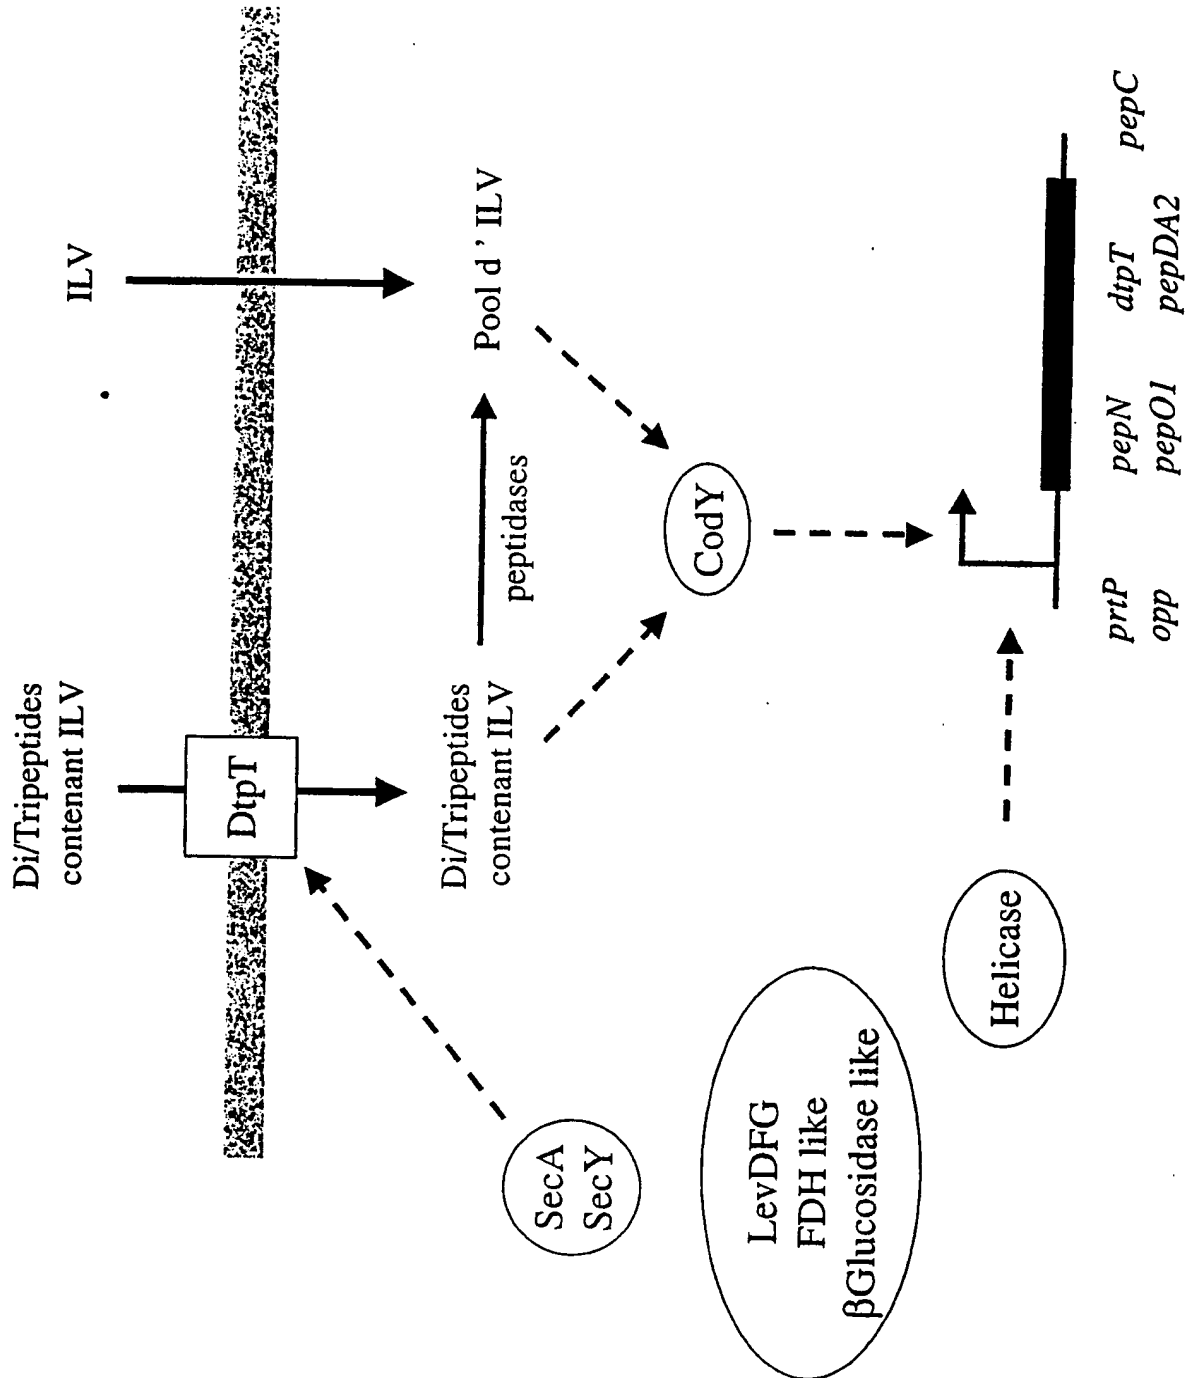 Di/Tripeptides
contenant ILV
ILV
DtpT
Di/Tripeptides
contenant ILV
peptidases
Pool d ' ILV
SecA
SecY
CodY
LevDFG
FDH like
βGlucosidase like
Helicase
prtP pepN dtpT pepC
opp pepO1 pepDA2